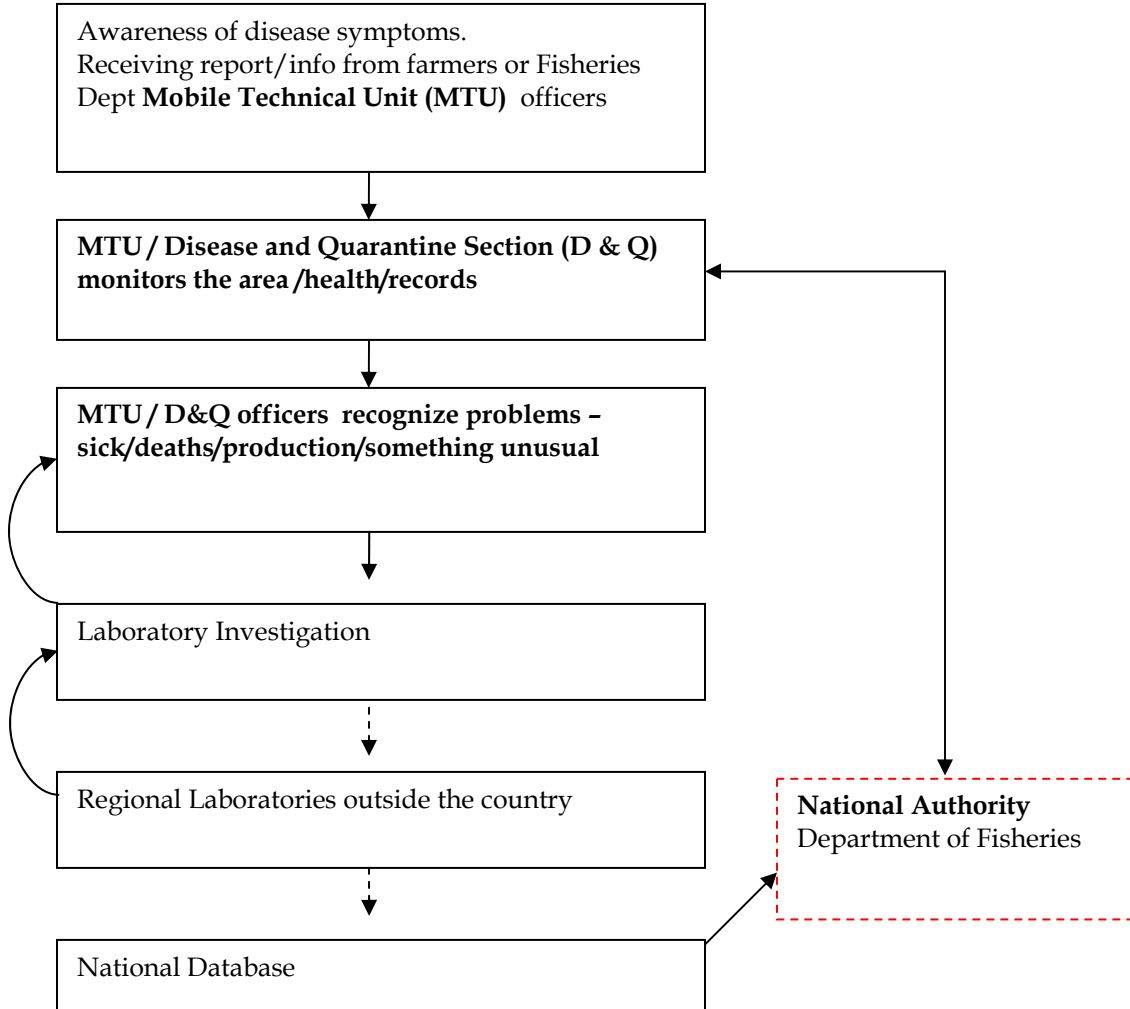 Awareness of disease symptoms.
Receiving report/info from farmers or Fisheries
Dept Mobile Technical Unit (MTU) officers
MTU / Disease and Quarantine Section (D & Q)
monitors the area /health/records
MTU / D&Q officers recognize problems –
sick/deaths/production/something unusual
Laboratory Investigation
Regional Laboratories outside the country
National Authority
Department of Fisheries
National Database